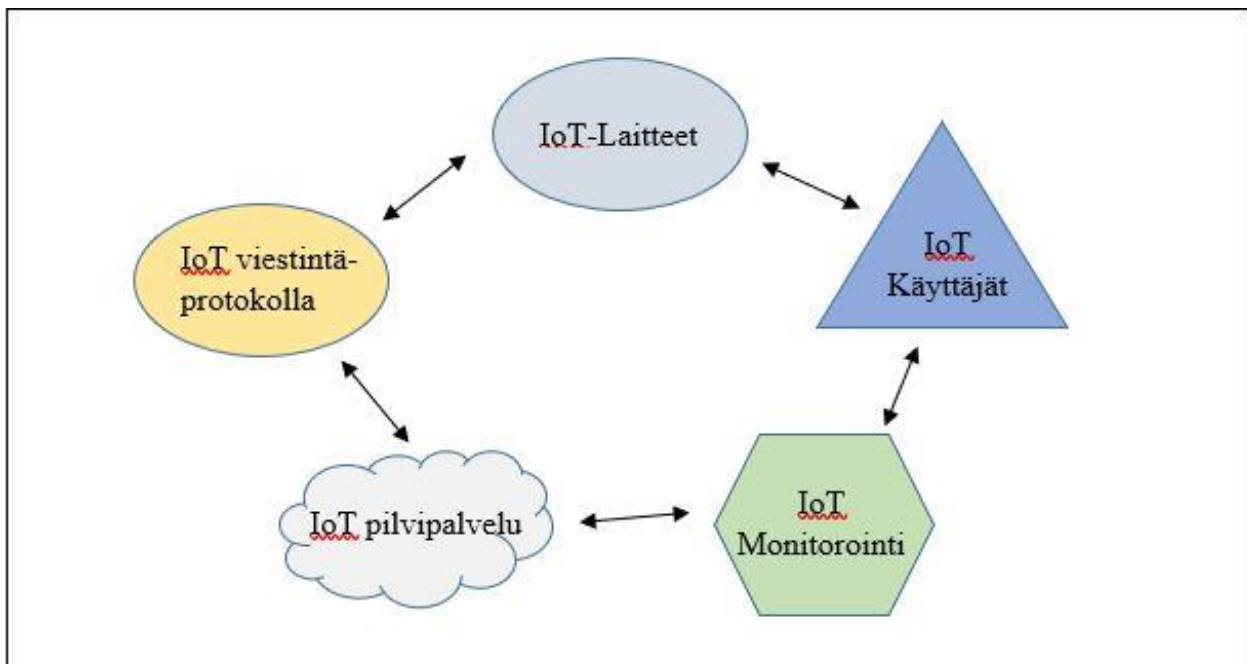 IoT-Laitteet
IoT
Käyttäjät
IoT viestintä-
protokolla
IoT pilvipalvelu
IoT
Monitorointi